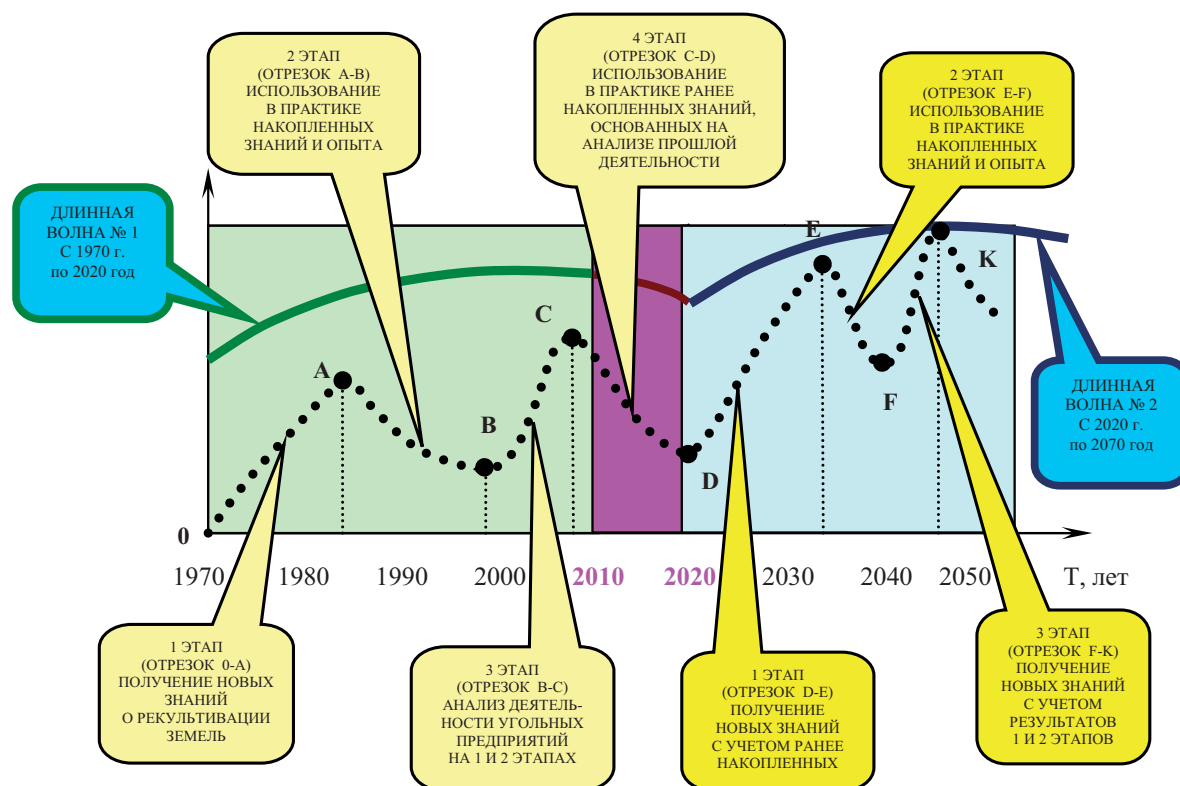 2 ЭТАП
(ОТРЕЗОК А-В)
ИСПОЛЬЗОВАНИЕ
В ПРАКТИКЕ
НАКОПЛЕННЫХ
ЗНАНИЙ И ОПЫТА
4 ЭТАП
(ОТРЕЗОК C-D)
ИСПОЛЬЗОВАНИЕ
В ПРАКТИКЕ РАНЕЕ
НАКОПЛЕННЫХ ЗНАНИЙ,
ОСНОВАННЫХ НА
АНАЛИЗЕ ПРОШЛОЙ
ДЕЯТЕЛЬНОСТИ
2 ЭТАП
(ОТРЕЗОК E-F)
ИСПОЛЬЗОВАНИЕ
В ПРАКТИКЕ
НАКОПЛЕННЫХ
ЗНАНИЙ И ОПЫТА
ДЛИННАЯ
ВОЛНА № 1
С 1970 г.
по 2020 год
A
B
C
D
E
F
K
ДЛИННАЯ
ВОЛНА № 2
С 2020 г.
по 2070 год
0
1970 1980 1990 2000 2010 2020 2030 2040 2050 Т, лет
1 ЭТАП
(ОТРЕЗОК 0-А)
ПОЛУЧЕНИЕ НОВЫХ
ЗНАНИЙ
О РЕКУЛЬТИВАЦИИ
ЗЕМЕЛЬ
3 ЭТАП
(ОТРЕЗОК В-С)
АНАЛИЗ ДЕЯТЕЛЬ-
НОСТИ УГОЛЬНЫХ
ПРЕДПРИЯТИЙ
НА 1 И 2 ЭТАПАХ
1 ЭТАП
(ОТРЕЗОК D-E)
ПОЛУЧЕНИЕ
НОВЫХ ЗНАНИЙ
С УЧЕТОМ РАНЕЕ
НАКОПЛЕННЫХ
3 ЭТАП
(ОТРЕЗОК F-K)
ПОЛУЧЕНИЕ
НОВЫХ ЗНАНИЙ
С УЧЕТОМ
РЕЗУЛЬТАТОВ
1 И 2 ЭТАПОВ